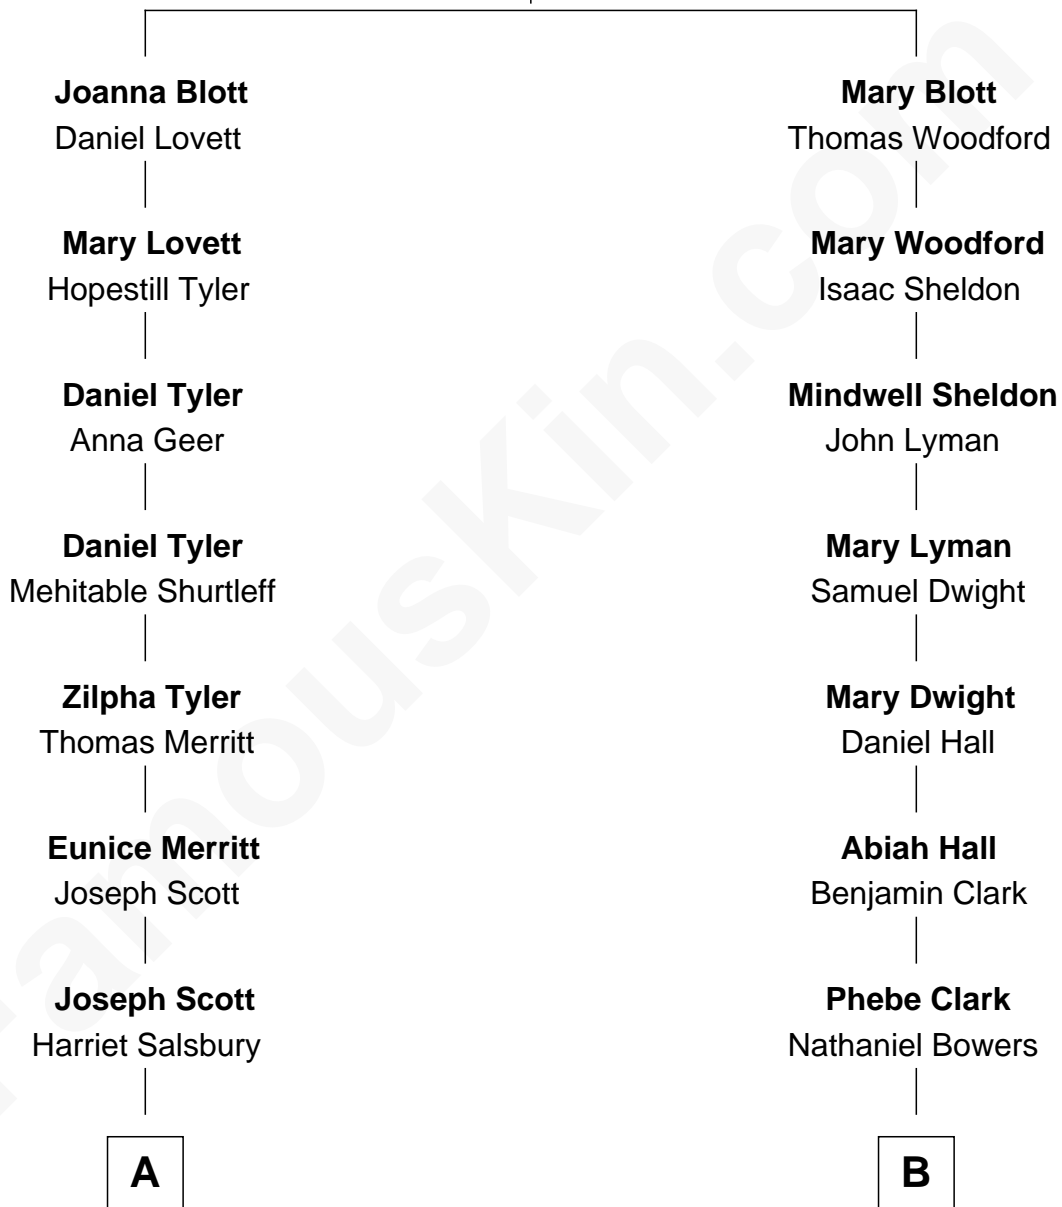 Joanna Blott
Daniel Lovett
Mary Lovett
Hopestill Tyler
Daniel Tyler
Anna Geer
Daniel Tyler
Mehitable Shurtleff
Zilpha Tyler
Thomas Merritt
Eunice Merritt
Joseph Scott
Joseph Scott
Harriet Salsbury
A
Mary Blott
Thomas Woodford
Mary Woodford
Isaac Sheldon
Mindwell Sheldon
John Lyman
Mary Lyman
Samuel Dwight
Mary Dwight
Daniel Hall
Abiah Hall
Benjamin Clark
Phebe Clark
Nathaniel Bowers
B
FamousKin.com